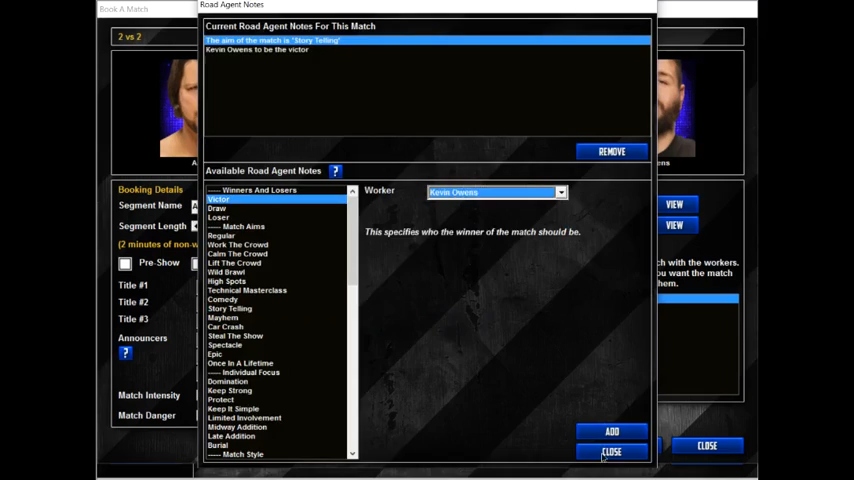 Book A Match
Road Agent Notes
2 vs 2
Current Road Agent Notes For This Match
The aim of the match is "Story Telling"
Kevin Owens to be the victor
REMOVE
Available Road Agent Notes
?
Booking Details
Segment Name
Segment Length
Pre-Show
Title #1
Title #2
Title #3
Announcers
?
Match Intensity
Match Danger
----- Winners And Losers
Victor
Draw
Loser
----- Match Aims
Regular
Work The Crowd
Calm The Crowd
Lift The Crowd
Wild Brawl
High Spots
Technical Masterclass
Comedy
Story Telling
Mayhem
Car Crash
Steal The Show
Spectacle
Epic
Once In A Lifetime
----- Individual Focus
Domination
Keep Strong
Protect
Keep It Simple
Limited Involvement
Midway Addition
Late Addition
Burial
----- Match Style
Worker
Kevin Owens
This specifies who the winner of the match should be.
ADD
CLOSE
VIEW
VIEW
with the workers.
want the match
CLOSE